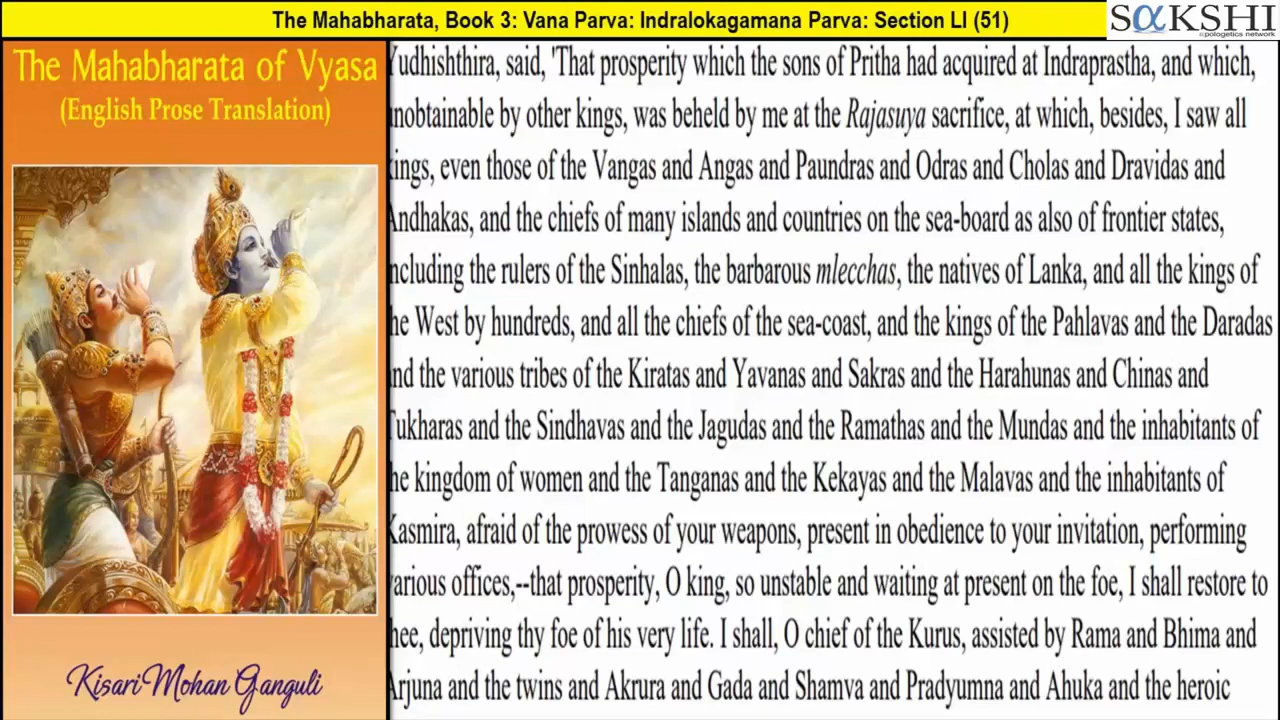 The Mahabharata, Book 3: Vana Parva: Indralokagamana Parva: Section LI (51)
SαKSHI
apologetics network
The Mahabharata of Vyasa
(English Prose Translation)
Kisari Mohan Ganguli
Yudhishthira, said, 'That prosperity which the sons of Pritha had acquired at Indraprastha, and which,
unobtainable by other kings, was beheld by me at the Rajasuya sacrifice, at which, besides, I saw all
kings, even those of the Vangas and Angas and Paundras and Odras and Cholas and Dravidas and
Andhakas, and the chiefs of many islands and countries on the sea-board as also of frontier states,
including the rulers of the Sinhalas, the barbarous mlecchas, the natives of Lanka, and all the kings of
the West by hundreds, and all the chiefs of the sea-coast, and the kings of the Pahlavas and the Daradas
and the various tribes of the Kiratas and Yavanas and Sakras and the Harahunas and Chinas and
Tukharas and the Sindhavas and the Jagudas and the Ramathas and the Mundas and the inhabitants of
the kingdom of women and the Tanganas and the Kekayas and the Malavas and the inhabitants of
Kasmira, afraid of the prowess of your weapons, present in obedience to your invitation, performing
various offices,--that prosperity, O king, so unstable and waiting at present on the foe, I shall restore to
thee, depriving thy foe of his very life. I shall, O chief of the Kurus, assisted by Rama and Bhima and
Arjuna and the twins and Akrura and Gada and Shamva and Pradyumna and Ahuka and the heroic